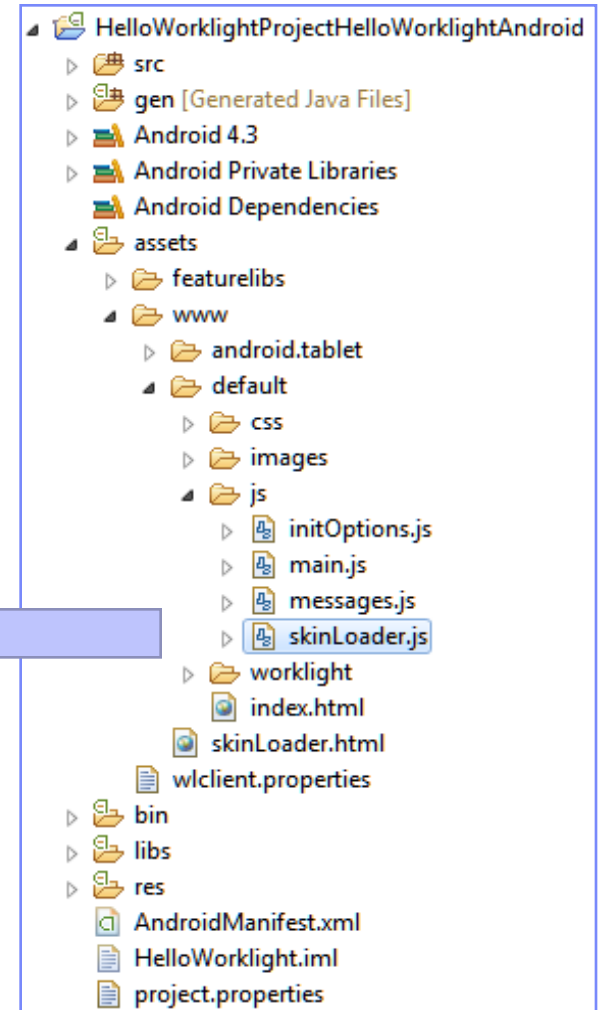 HelloWorklightProjectHelloWorklightAndroid
src
gen [Generated Java Files]
Android 4.3
Android Private Libraries
Android Dependencies
assets
featurelibs
www
android.tablet
default
css
images
js
initOptions.js
main.js
messages.js
skinLoader.js
worklight
index.html
skinLoader.html
wlclient.properties
bin
libs
res
AndroidManifest.xml
HelloWorklight.iml
project.properties